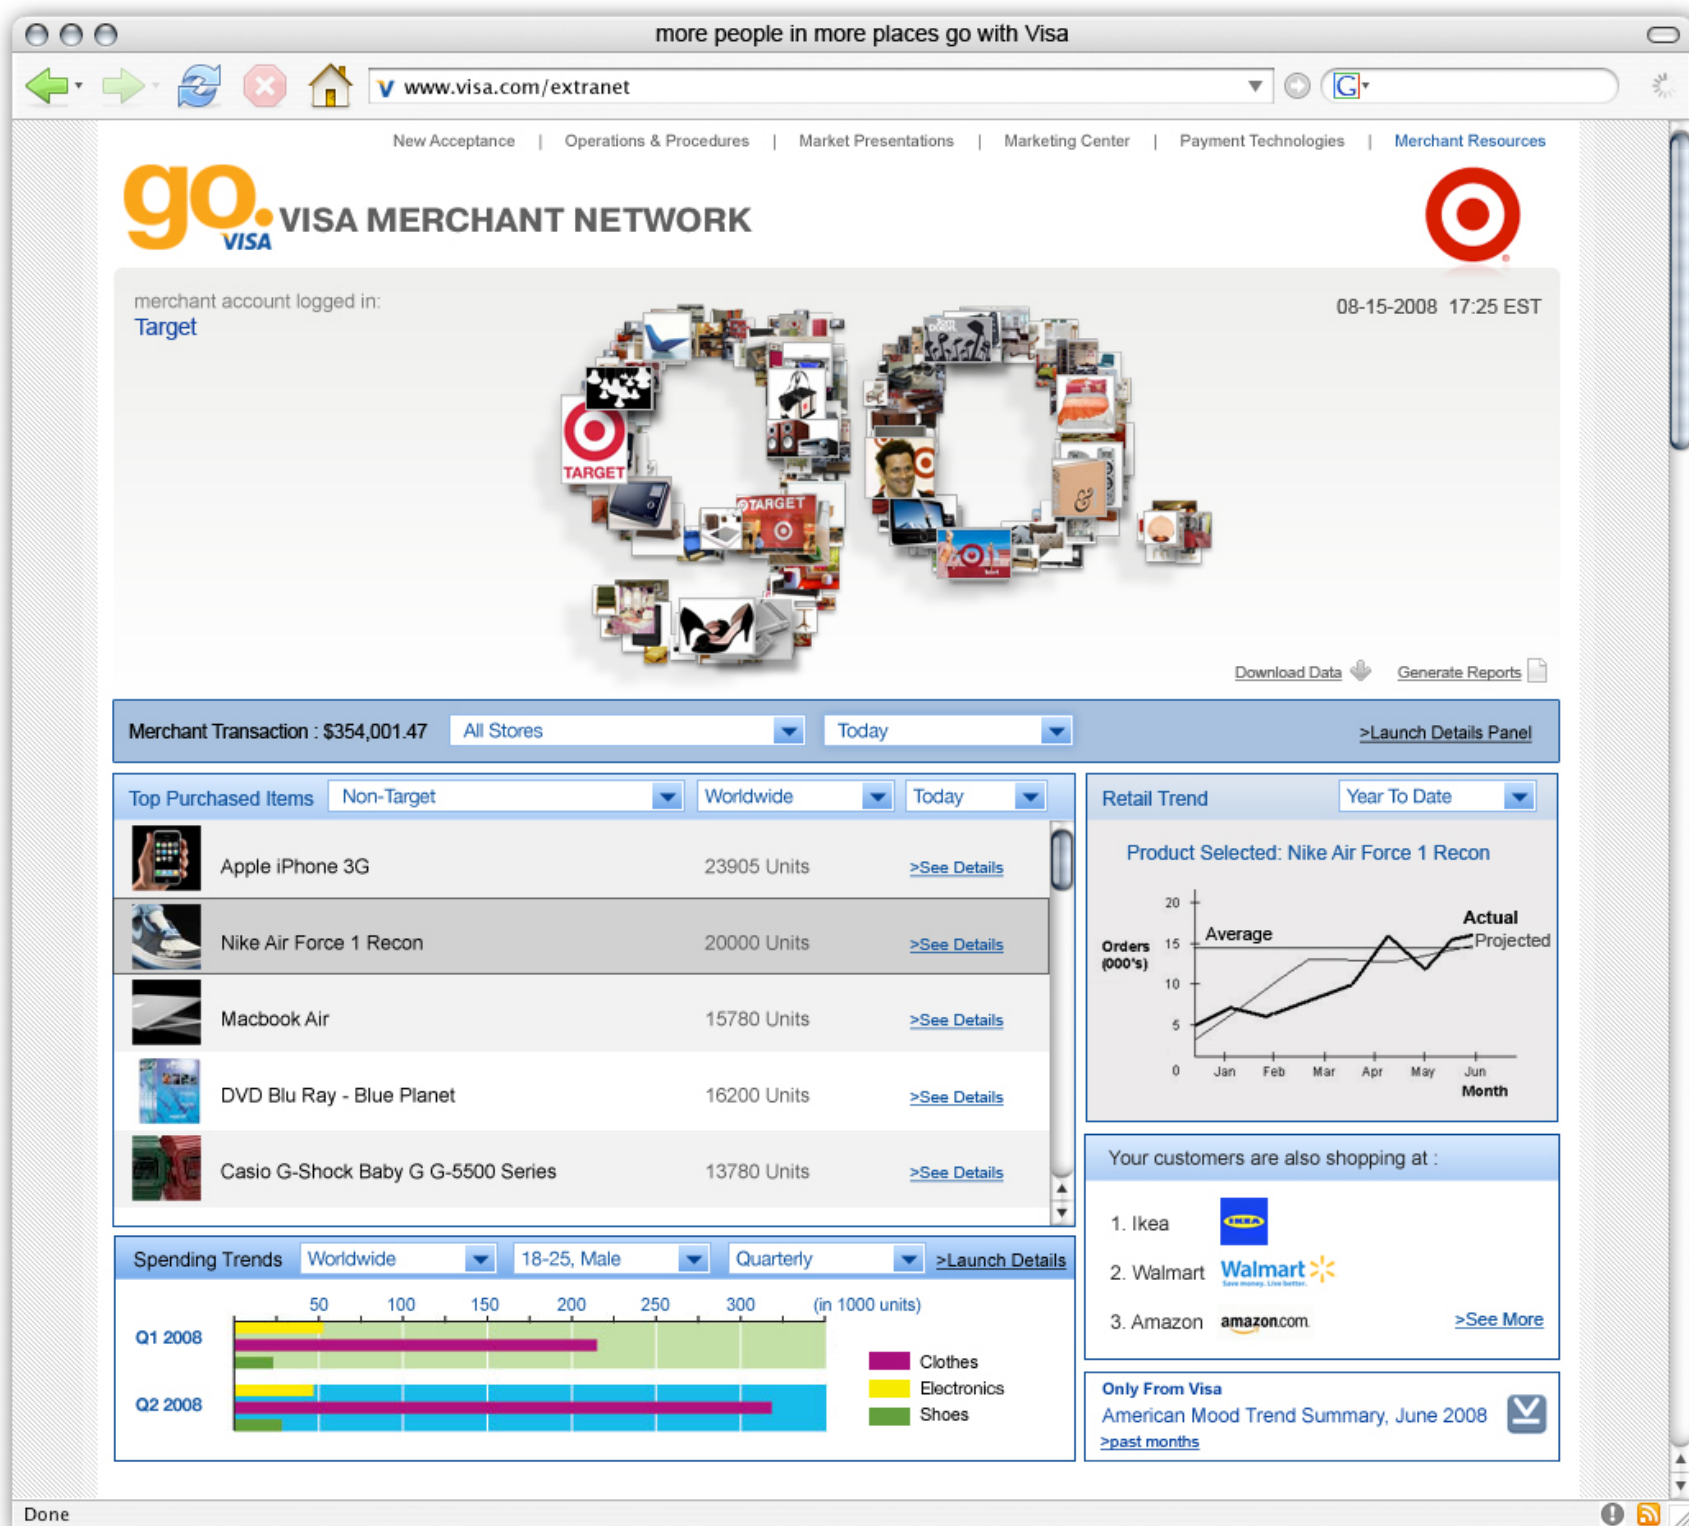 more people in more places go with Visa
www.visa.com/extranet
G
New Acceptance | Operations & Procedures | Market Presentations | Marketing Center | Payment Technologies | Merchant Resources
go.
VISA
VISA MERCHANT NETWORK
merchant account logged in:
Target
08-15-2008 17:25 EST
TARGET
TARGET
&
Download Data
Generate Reports
Merchant Transaction : $354,001.47
All Stores
Today
>Launch Details Panel
Top Purchased Items
Non-Target
Worldwide
Today
Apple iPhone 3G 23905 Units >See Details
Nike Air Force 1 Recon 20000 Units >See Details
Macbook Air 15780 Units >See Details
DVD Blu Ray - Blue Planet 16200 Units >See Details
Casio G-Shock Baby G G-5500 Series 13780 Units >See Details
Retail Trend
Year To Date
Product Selected: Nike Air Force 1 Recon
20
15
10
5
0
Orders
(000's)
Average
Actual
Projected
Jan Feb Mar Apr May Jun
Month
Your customers are also shopping at :
1. Ikea IKEA
2. Walmart Walmart
Save money. Live better.
3. Amazon amazon.com
>See More
Spending Trends
Worldwide
18-25, Male
Quarterly
>Launch Details
50 100 150 200 250 300 (in 1000 units)
Q1 2008
Q2 2008
Clothes
Electronics
Shoes
Only From Visa
American Mood Trend Summary, June 2008
>past months
Done